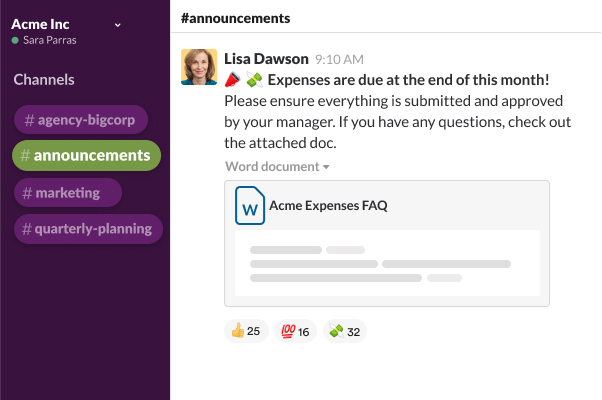 Acme Inc
Sara Parras
Channels
# agency-bigcorp
# announcements
# marketing
# quarterly-planning
#announcements
Lisa Dawson 9:10 AM
Expenses are due at the end of this month!
Please ensure everything is submitted and approved
by your manager. If you have any questions, check out
the attached doc.
Word document
W Acme Expenses FAQ
👍 25 💯 16 💸 32